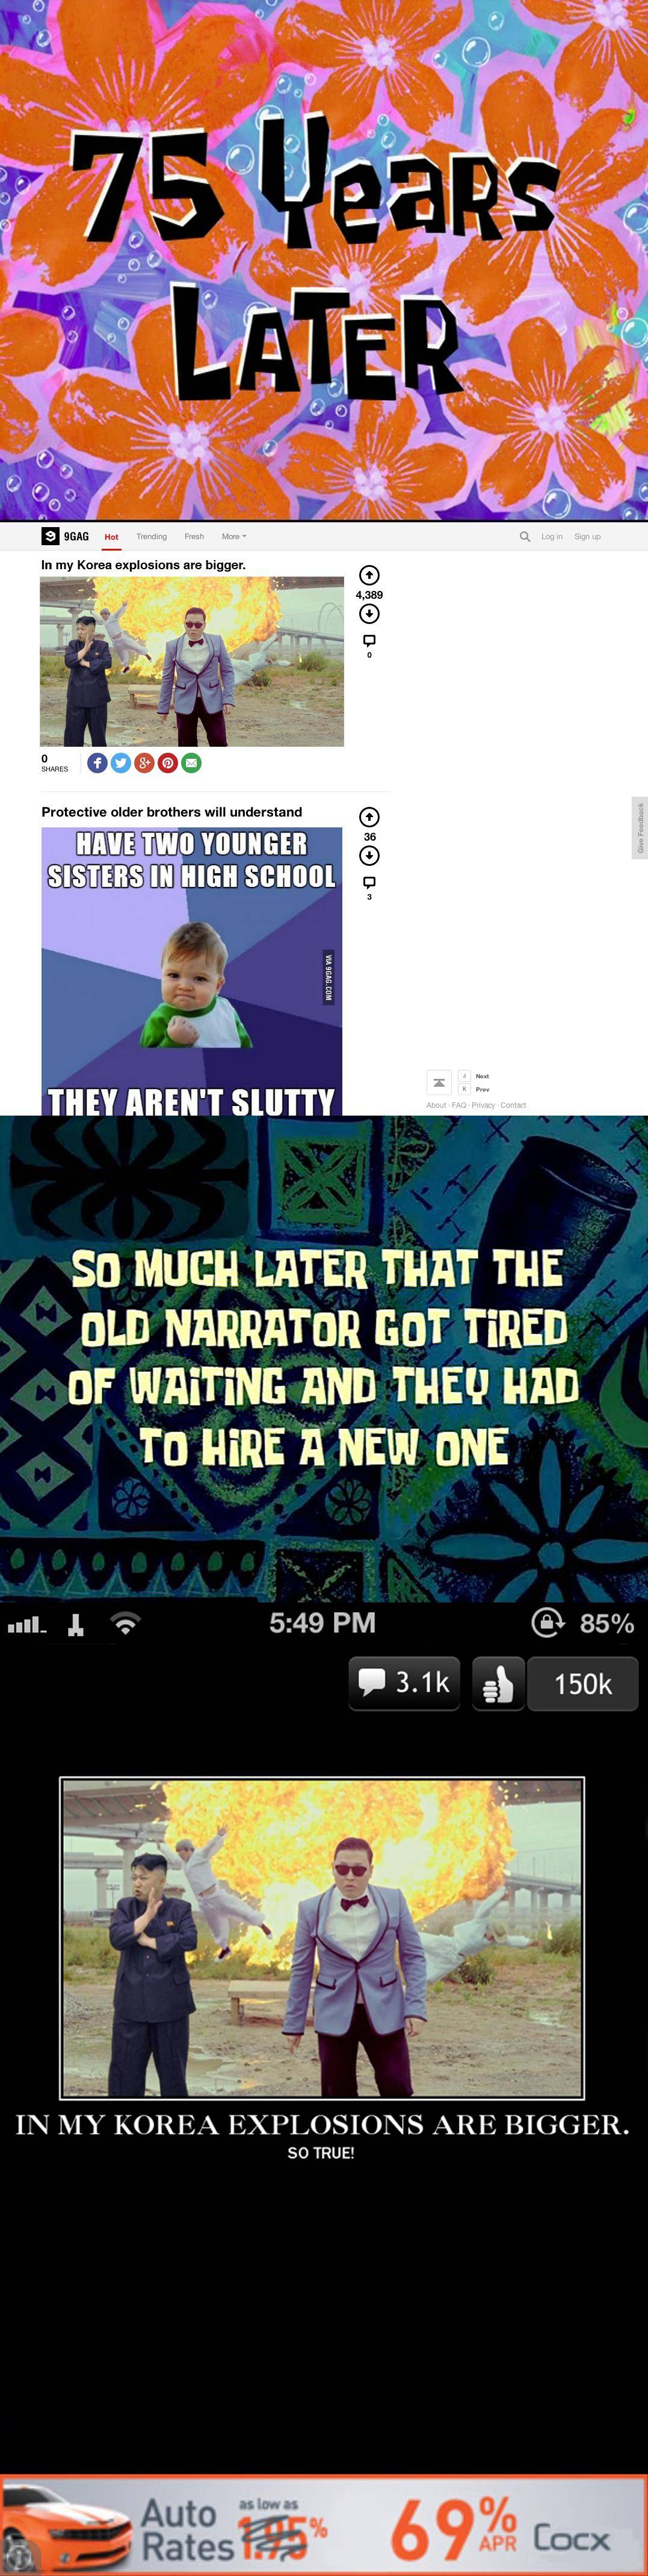 75 Years
LATER
9GAG Hot Trending Fresh More Log in Sign up
In my Korea explosions are bigger.
4,389
0
0
SHARES
Give Feedback
Protective older brothers will understand
36
3
HAVE TWO YOUNGER
SISTERS IN HIGH SCHOOL
VIA 9GAG.COM
THEY AREN'T SLUTTY
J Next
K Prev
About · FAQ · Privacy · Contact
SO MUCH LATER THAT THE
OLD NARRATOR GOT TiRED
OF WAiTiNG AND THEY HAD
TO HiRE A NEW ONE
5:49 PM 85%
3.1k 150k
IN MY KOREA EXPLOSIONS ARE BIGGER.
SO TRUE!
Auto as low as 69% Cocx
Rates 1.95% APR